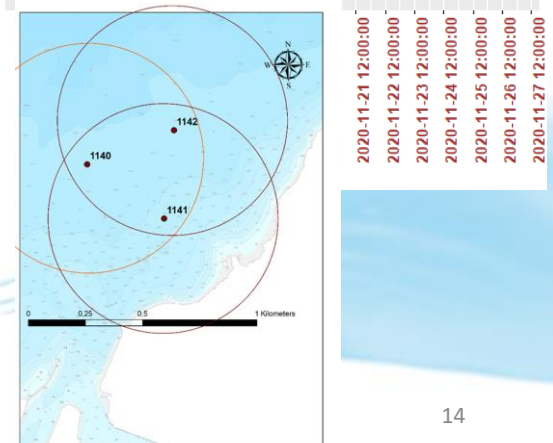 N
W E
S
1142
1140
1141
0 0,25 0,5 1 Kilometers
2020-11-21 12:00:00
2020-11-22 12:00:00
2020-11-23 12:00:00
2020-11-24 12:00:00
2020-11-25 12:00:00
2020-11-26 12:00:00
2020-11-27 12:00:00
14